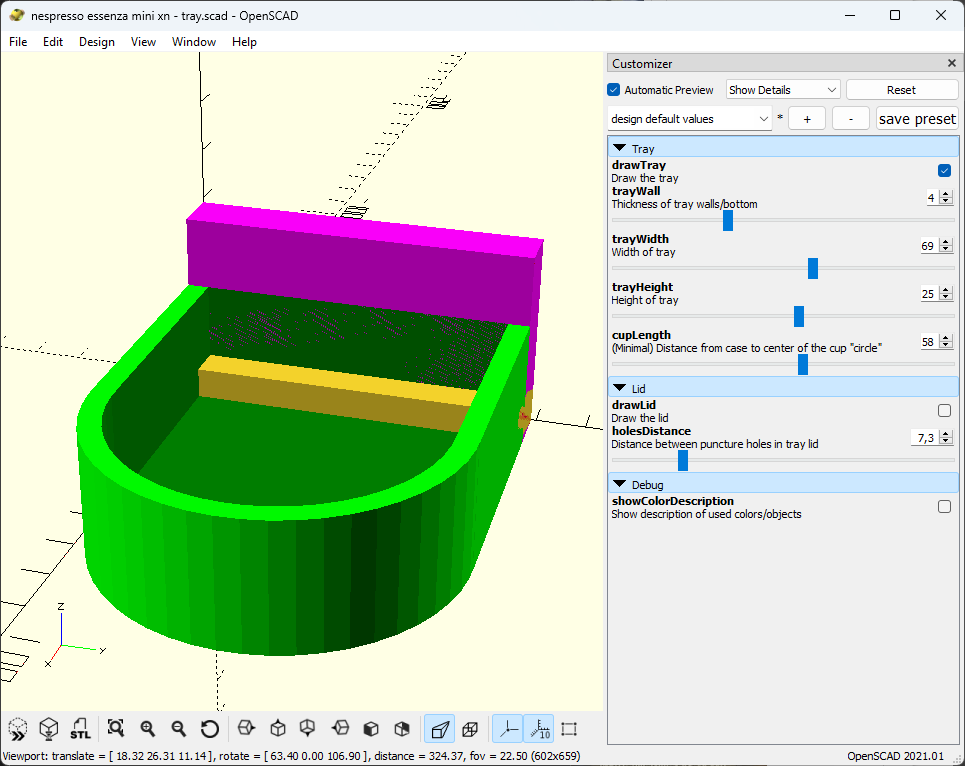 nespresso essenza mini xn - tray.scad - OpenSCAD
File Edit Design View Window Help
Customizer
Automatic Preview Show Details Reset
design default values * + - save preset
Tray
drawTray
Draw the tray
trayWall
Thickness of tray walls/bottom 4
trayWidth
Width of tray 69
trayHeight
Height of tray 25
cupLength
(Minimal) Distance from case to center of the cup "circle" 58
Lid
drawLid
Draw the lid
holesDistance
Distance between puncture holes in tray lid 7,3
Debug
showColorDescription
Show description of used colors/objects
z
y
x
STL
10
Viewport: translate = [ 18.32 26.31 11.14 ], rotate = [ 63.40 0.00 106.90 ], distance = 324.37, fov = 22.50 (602x659) OpenSCAD 2021.01